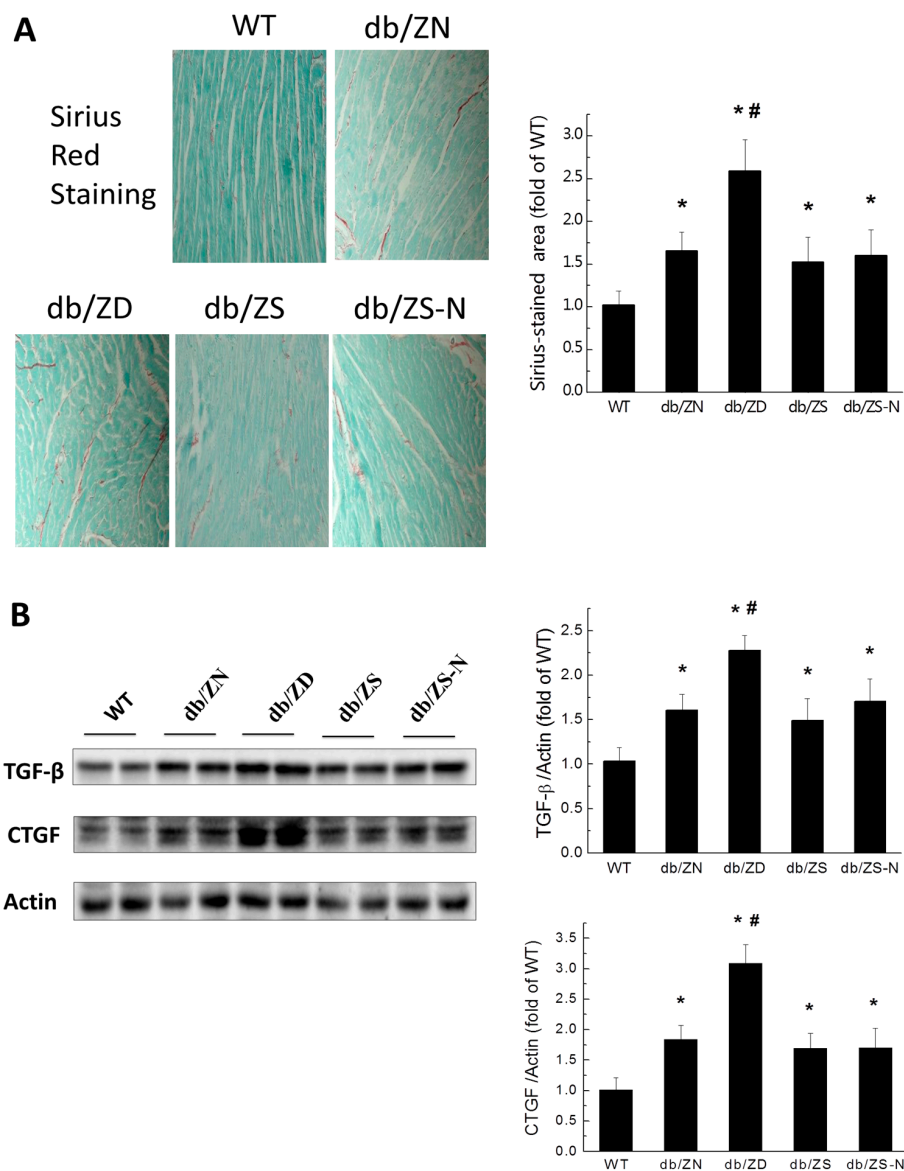 A
WT
db/ZN
Sirius
Red
Staining
db/ZD
db/ZS
db/ZS-N
Sirius-stained area (fold of WT)
3.0
2.5
2.0
1.5
1.0
0.5
0.0
* #
*
*
*
WT
db/ZN
db/ZD
db/ZS
db/ZS-N
B
WT
db/ZN
db/ZD
db/ZS
db/ZS-N
TGF-β
CTGF
Actin
TGF-β /Actin (fold of WT)
2.5
2.0
1.5
1.0
0.5
0.0
* #
*
*
*
WT
db/ZN
db/ZD
db/ZS
db/ZS-N
CTGF /Actin (fold of WT)
3.5
3.0
2.5
2.0
1.5
1.0
0.5
0.0
* #
*
*
*
WT
db/ZN
db/ZD
db/ZS
db/ZS-N